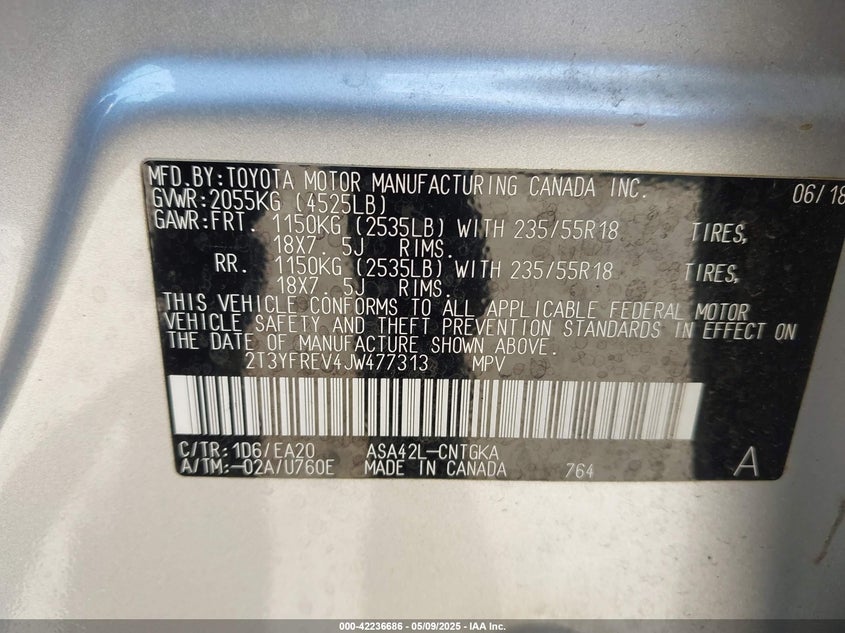 MFD.BY:TOYOTA MOTOR MANUFACTURING CANADA INC. 06/18
GVWR:2055KG (4525LB)
GAWR:FRT. 1150KG (2535LB) WITH 235/55R18 TIRES,
18X7. 5J RIMS.
RR. 1150KG (2535LB) WITH 235/55R18 TIRES,
18X7. 5J RIMS.
THIS VEHICLE CONFORMS TO ALL APPLICABLE FEDERAL MOTOR
VEHICLE SAFETY AND THEFT PREVENTION STANDARDS IN EFFECT ON
THE DATE OF MANUFACTURE SHOWN ABOVE.
2T3YFREV4JW477313 MPV
C/TR:1D6/EA20 ASA42L-CNTGKA
A/TM:-02A/U760E MADE IN CANADA 764 A
000-42236686 - 05/09/2025 - IAA Inc.